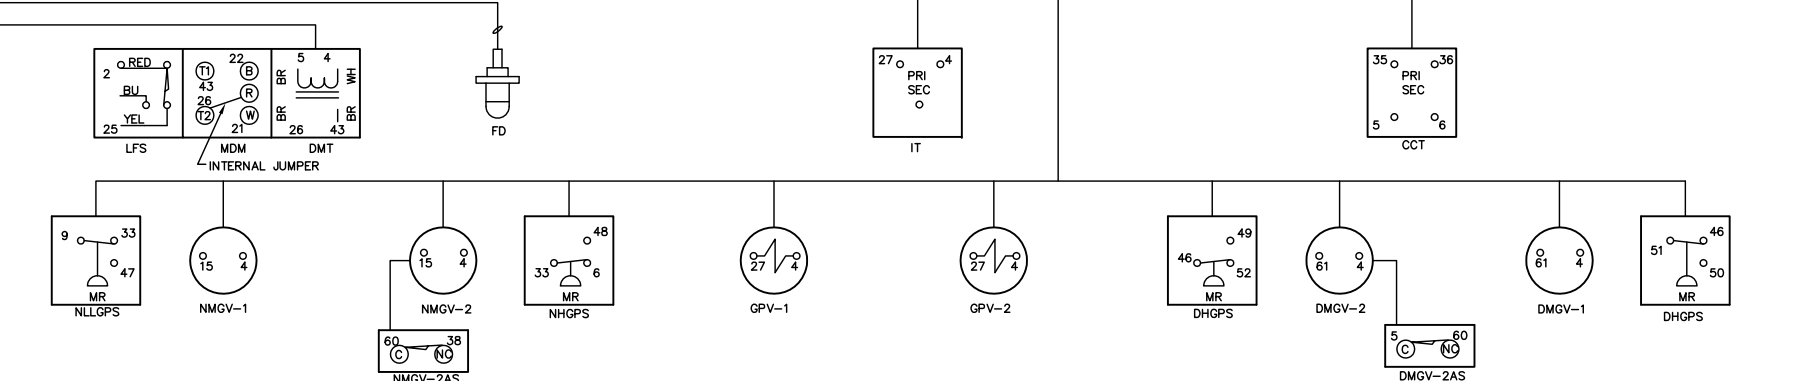 2 RED
BU
25 YEL
LFS
T1
22
B
43
26
R
T2
W
21
MDM
INTERNAL JUMPER
5 4
BR
WH
BR
BR
26 43
DMT
FD
27 4
PRI
SEC
IT
35 36
PRI
SEC
5 6
CCT
9 33
47
MR
NLLGPS
15 4
NMGV-1
15 4
NMGV-2
60 38
C NC
NMGV-2AS
48
33 6
MR
NHGPS
27 4
GPV-1
27 4
GPV-2
49
46
52
MR
DHGPS
61 4
DMGV-2
5 60
C NC
DMGV-2AS
61 4
DMGV-1
46
51
50
MR
DHGPS